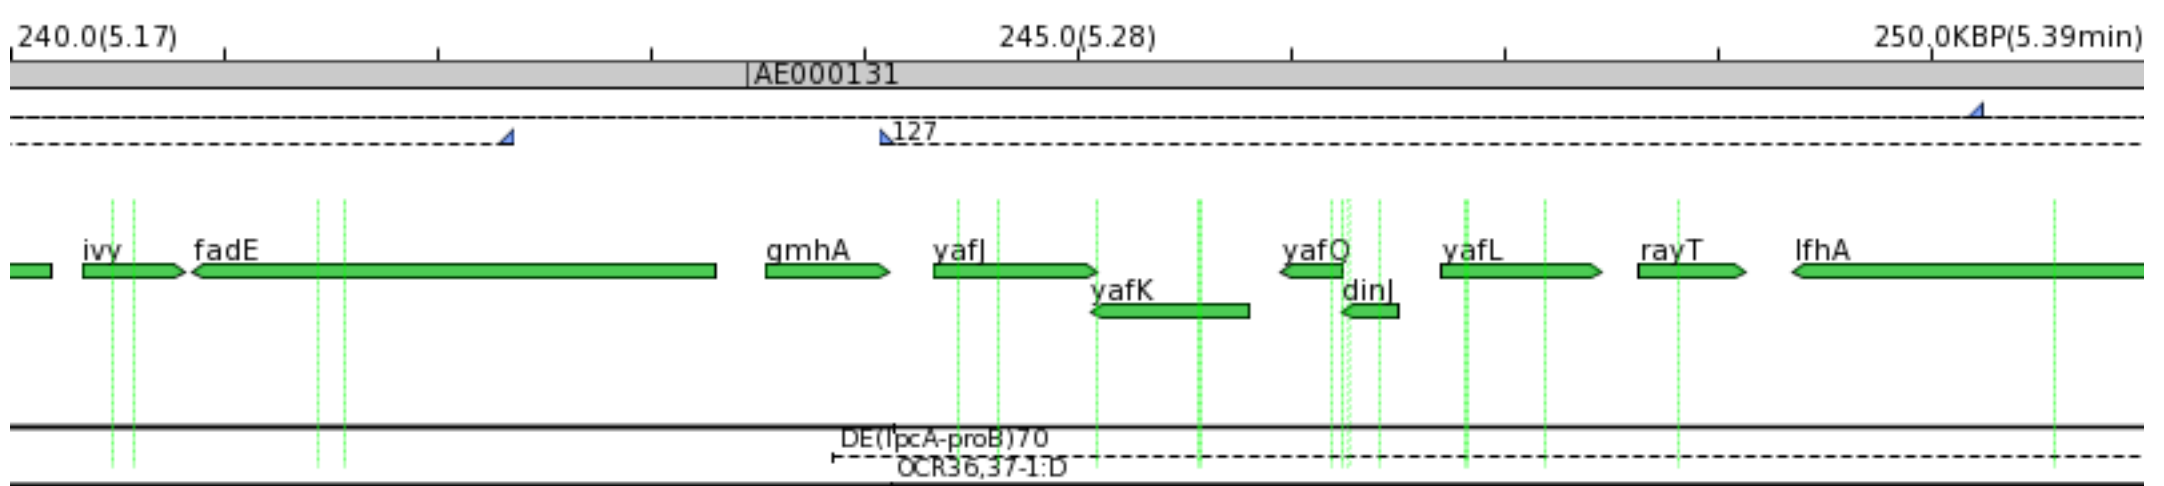 240.0(5.17) 245.0(5.28) 250.0KBP(5.39min)
AE000131
127
ivy fadE gmhA yafJ yafQ yafL rayT lfhA
yafK dinJ
DE(lpcA-proB)70
OCR36,37-1:D